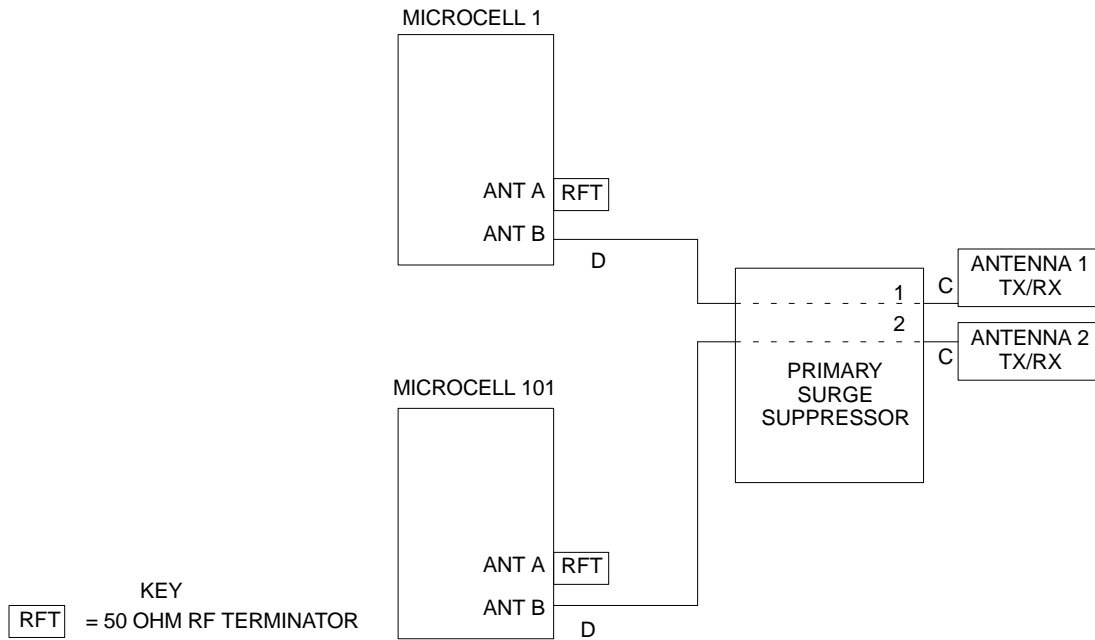 MICROCELL 1
ANT A
RFT
ANT B
D
1
C
ANTENNA 1
TX/RX
2
C
ANTENNA 2
TX/RX
PRIMARY
SURGE
SUPPRESSOR
MICROCELL 101
ANT A
RFT
ANT B
D
KEY
RFT = 50 OHM RF TERMINATOR